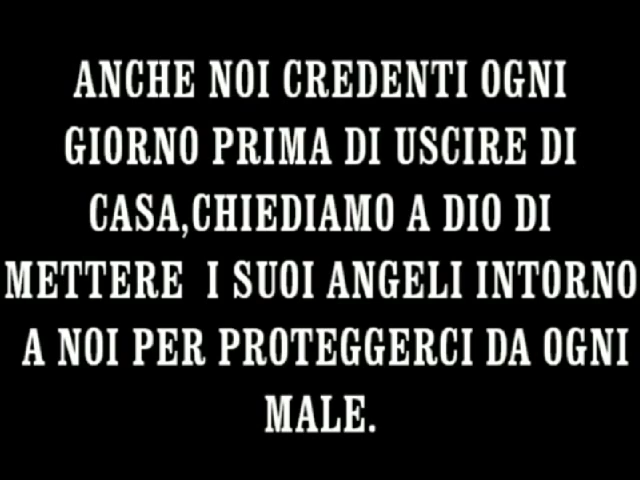 ANCHE NOI CREDENTI OGNI
GIORNO PRIMA DI USCIRE DI
CASA,CHIEDIAMO A DIO DI
METTERE I SUOI ANGELI INTORNO
A NOI PER PROTEGGERCI DA OGNI
MALE.